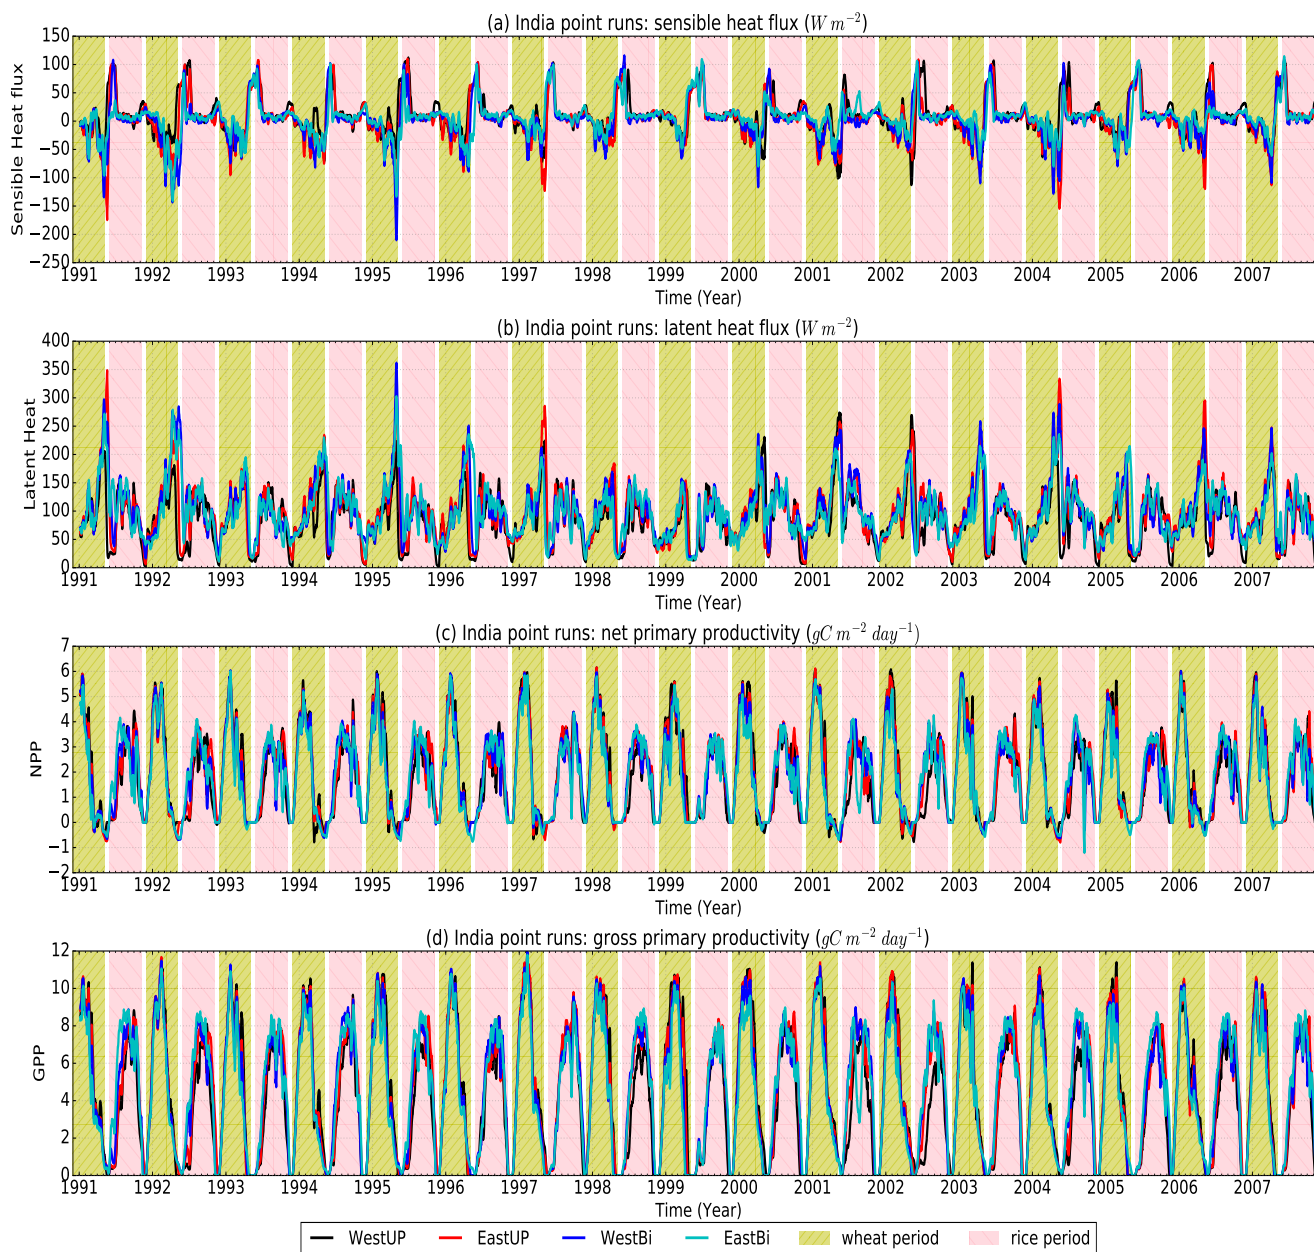 (a) India point runs: sensible heat flux (W m⁻²)
150
100
50
0
−50
−100
−150
−200
−250
Sensible Heat flux
1991 1992 1993 1994 1995 1996 1997 1998 1999 2000 2001 2002 2003 2004 2005 2006 2007
Time (Year)
(b) India point runs: latent heat flux (W m⁻²)
400
350
300
250
200
150
100
50
0
Latent Heat
1991 1992 1993 1994 1995 1996 1997 1998 1999 2000 2001 2002 2003 2004 2005 2006 2007
Time (Year)
(c) India point runs: net primary productivity (gC m⁻² day⁻¹)
7
6
5
4
3
2
1
0
−1
−2
NPP
1991 1992 1993 1994 1995 1996 1997 1998 1999 2000 2001 2002 2003 2004 2005 2006 2007
Time (Year)
(d) India point runs: gross primary productivity (gC m⁻² day⁻¹)
12
10
8
6
4
2
0
GPP
1991 1992 1993 1994 1995 1996 1997 1998 1999 2000 2001 2002 2003 2004 2005 2006 2007
Time (Year)
WestUP EastUP WestBi EastBi wheat period rice period